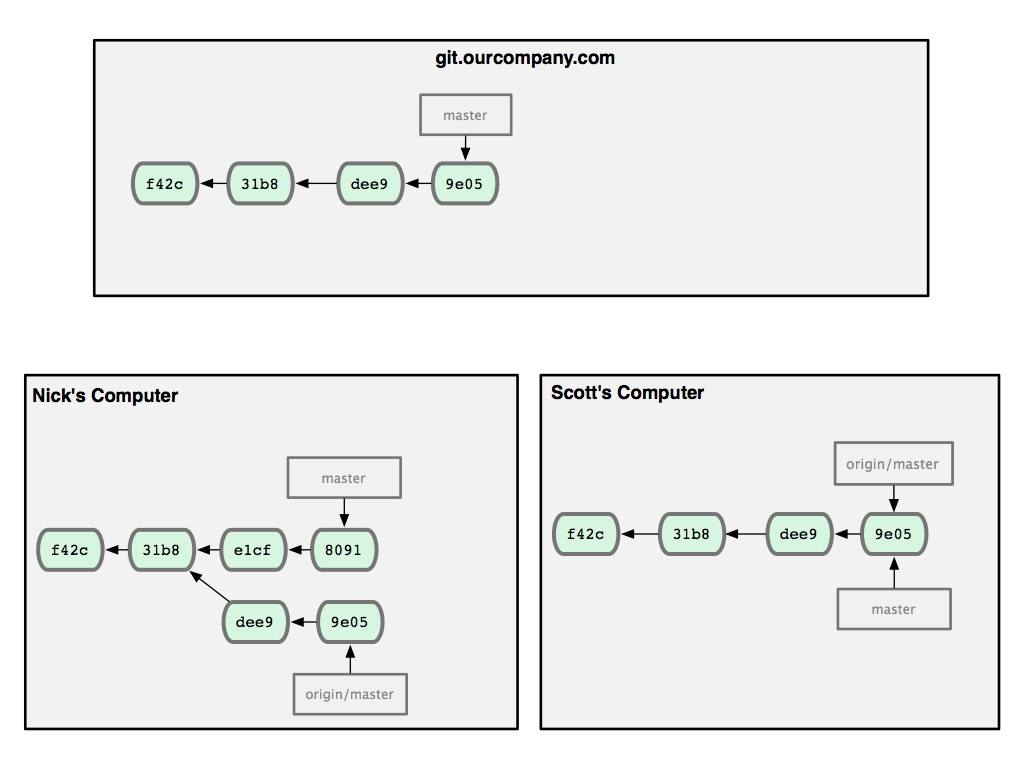 git.ourcompany.com
master
f42c 31b8 dee9 9e05
Nick's Computer
master
f42c 31b8 e1cf 8091
dee9 9e05
origin/master
Scott's Computer
origin/master
f42c 31b8 dee9 9e05
master